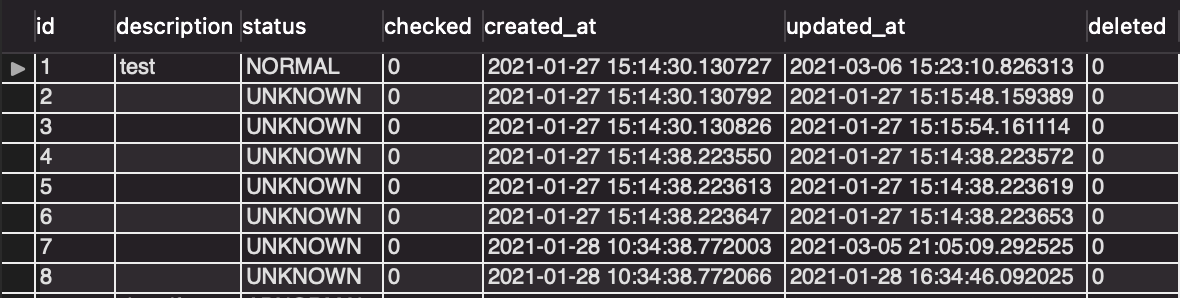 id description status checked created_at updated_at deleted
1 test NORMAL 0 2021-01-27 15:14:30.130727 2021-03-06 15:23:10.826313 0
2 UNKNOWN 0 2021-01-27 15:14:30.130792 2021-01-27 15:15:48.159389 0
3 UNKNOWN 0 2021-01-27 15:14:30.130826 2021-01-27 15:15:54.161114 0
4 UNKNOWN 0 2021-01-27 15:14:38.223550 2021-01-27 15:14:38.223572 0
5 UNKNOWN 0 2021-01-27 15:14:38.223613 2021-01-27 15:14:38.223619 0
6 UNKNOWN 0 2021-01-27 15:14:38.223647 2021-01-27 15:14:38.223653 0
7 UNKNOWN 0 2021-01-28 10:34:38.772003 2021-03-05 21:05:09.292525 0
8 UNKNOWN 0 2021-01-28 10:34:38.772066 2021-01-28 16:34:46.092025 0